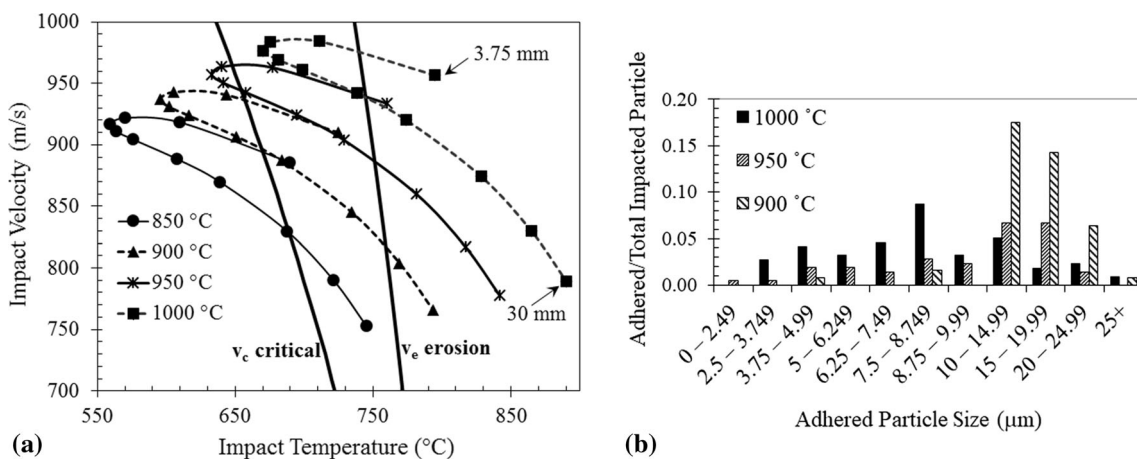 1000
950
900
850
800
750
700
550
650
750
850
Impact Velocity (m/s)
Impact Temperature (°C)
3.75 mm
30 mm
850 °C
900 °C
950 °C
1000 °C
v_c critical
v_e erosion
(a)
0.20
0.15
0.10
0.05
0.00
Adhered/Total Impacted Particle
1000 ˚C
950 ˚C
900 ˚C
0 – 2.49
2.5 – 3.749
3.75 – 4.99
5 – 6.249
6.25 – 7.49
7.5 – 8.749
8.75 – 9.99
10 – 14.99
15 – 19.99
20 – 24.99
25+
Adhered Particle Size (μm)
(b)